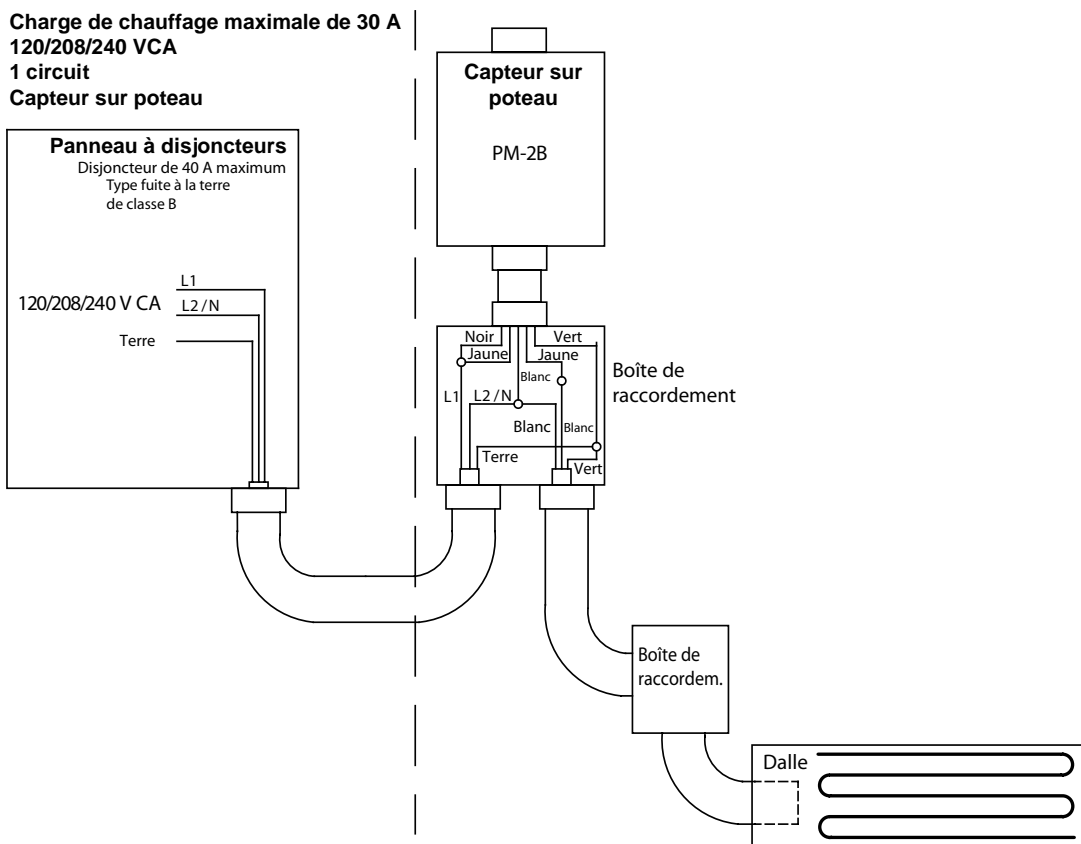 Charge de chauffage maximale de 30 A
120/208/240 VCA
1 circuit
Capteur sur poteau
Panneau à disjoncteurs
Disjoncteur de 40 A maximum
Type fuite à la terre
de classe B
L1
120/208/240 V CA
L2/N
Terre
Capteur sur
poteau
PM-2B
Noir
Vert
Jaune
Jaune
Blanc
L1
L2/N
Blanc
Blanc
Terre
Vert
Boîte de
raccordement
Boîte de
raccordem.
Dalle